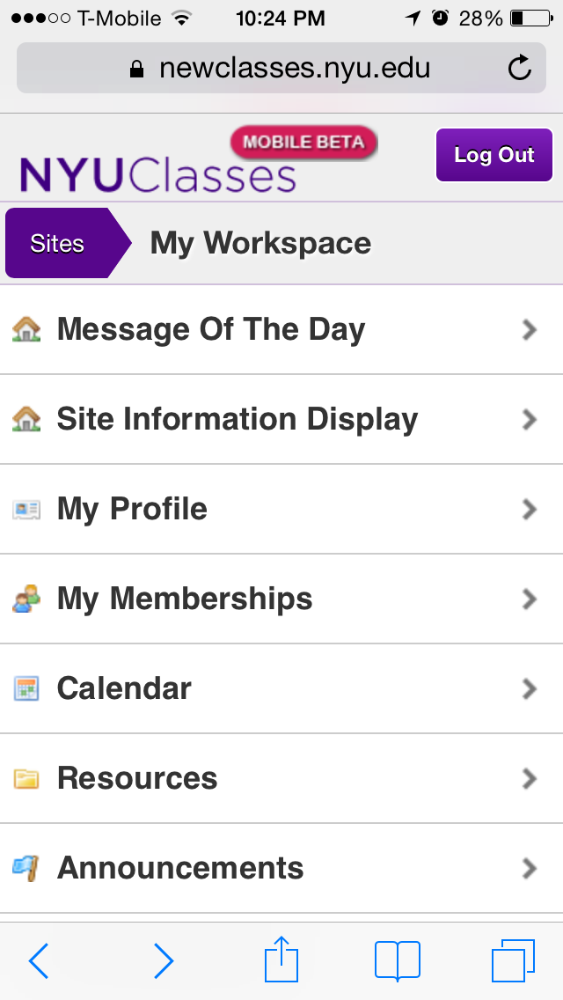 T-Mobile 10:24 PM 28%
newclasses.nyu.edu
MOBILE BETA
NYUClasses
Log Out
Sites My Workspace
Message Of The Day
Site Information Display
My Profile
My Memberships
Calendar
Resources
Announcements